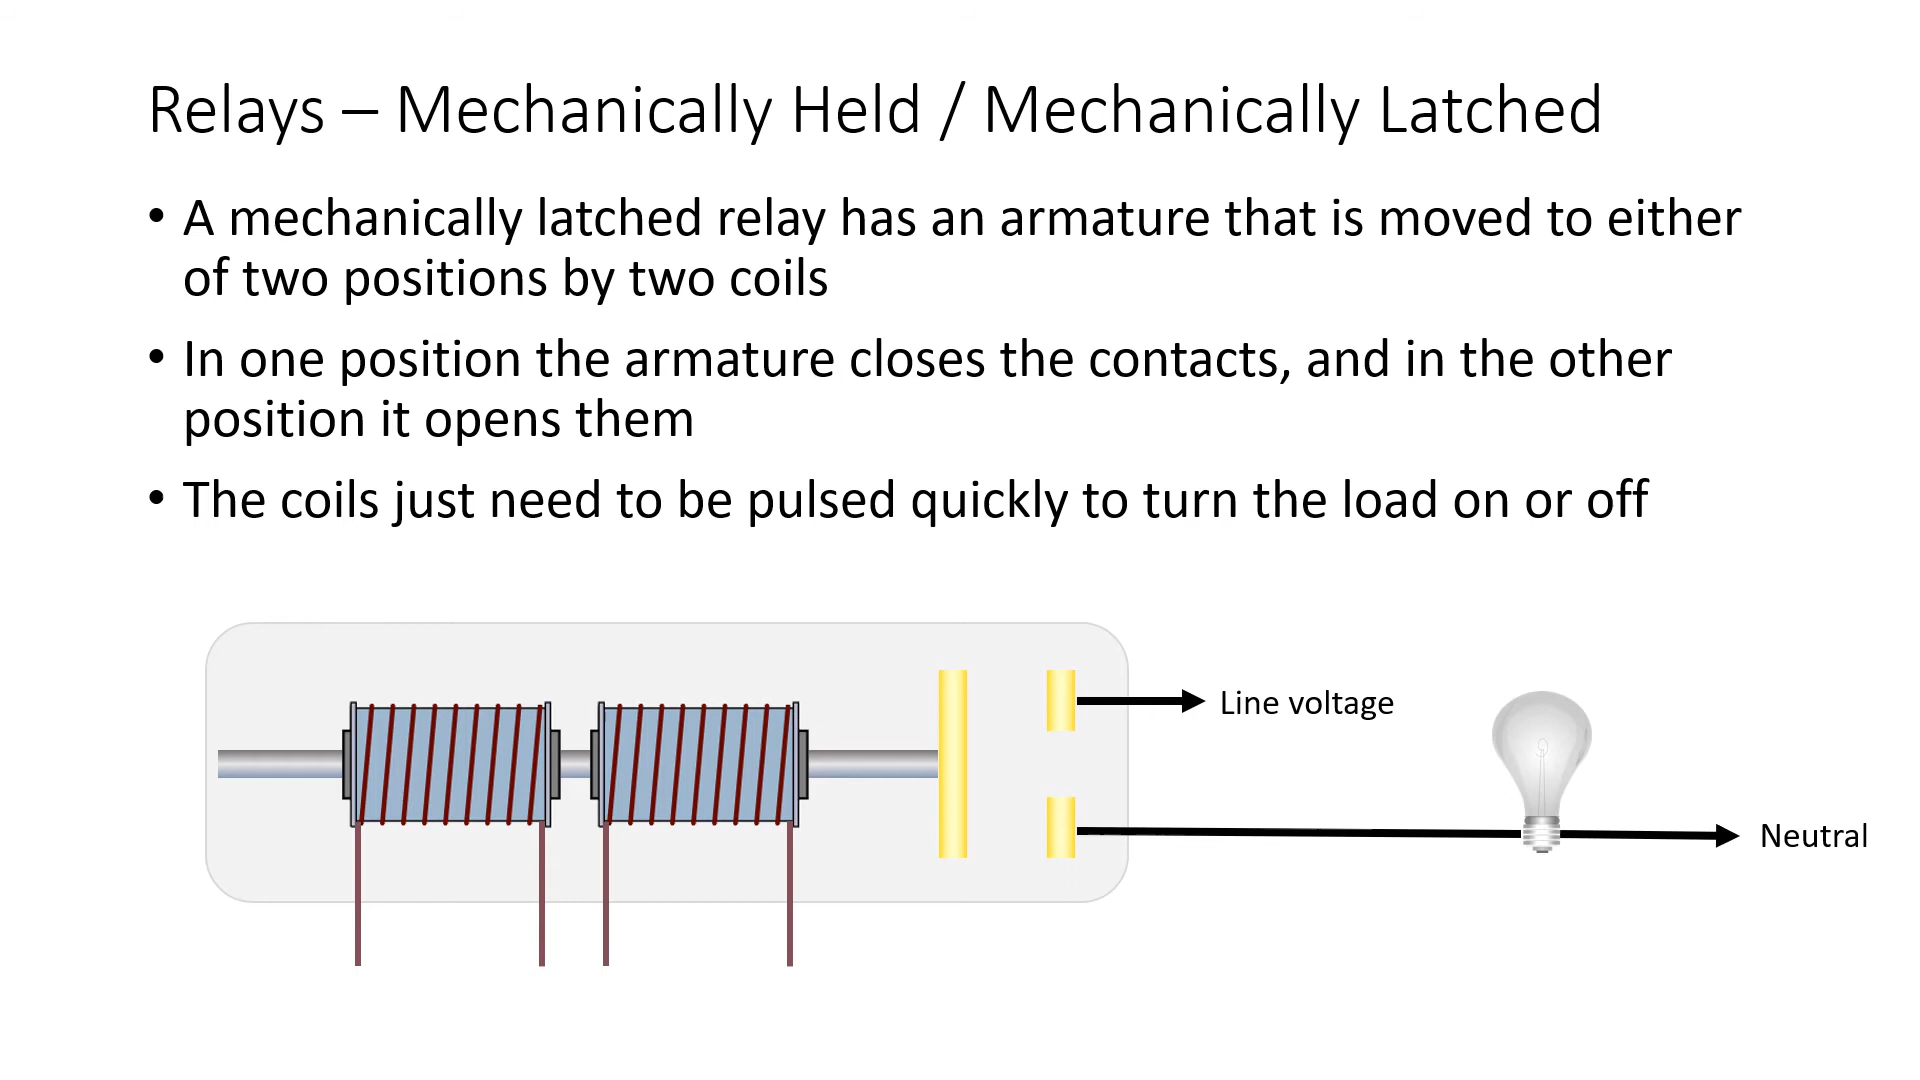 Relays – Mechanically Held / Mechanically Latched
• A mechanically latched relay has an armature that is moved to either
of two positions by two coils
• In one position the armature closes the contacts, and in the other
position it opens them
• The coils just need to be pulsed quickly to turn the load on or off
Line voltage
Neutral